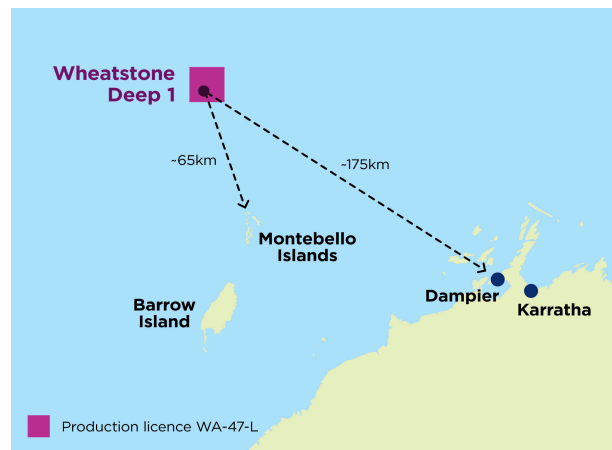 Wheatstone
Deep 1
~65km
~175km
Montebello
Islands
Barrow
Island
Dampier
Karratha
Production licence WA-47-L